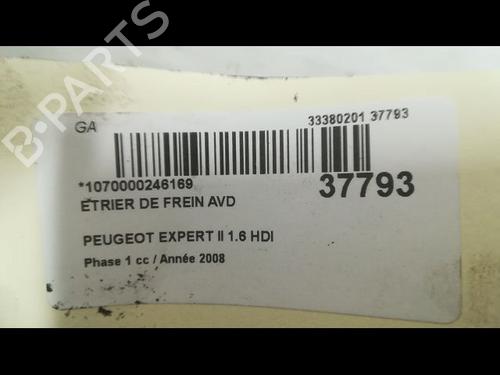 B-PARTS
GA
33380201 37793
*1070000246169
37793
ETRIER DE FREIN AVD
PEUGEOT EXPERT II 1.6 HDI
Phase 1 cc / Année 2008